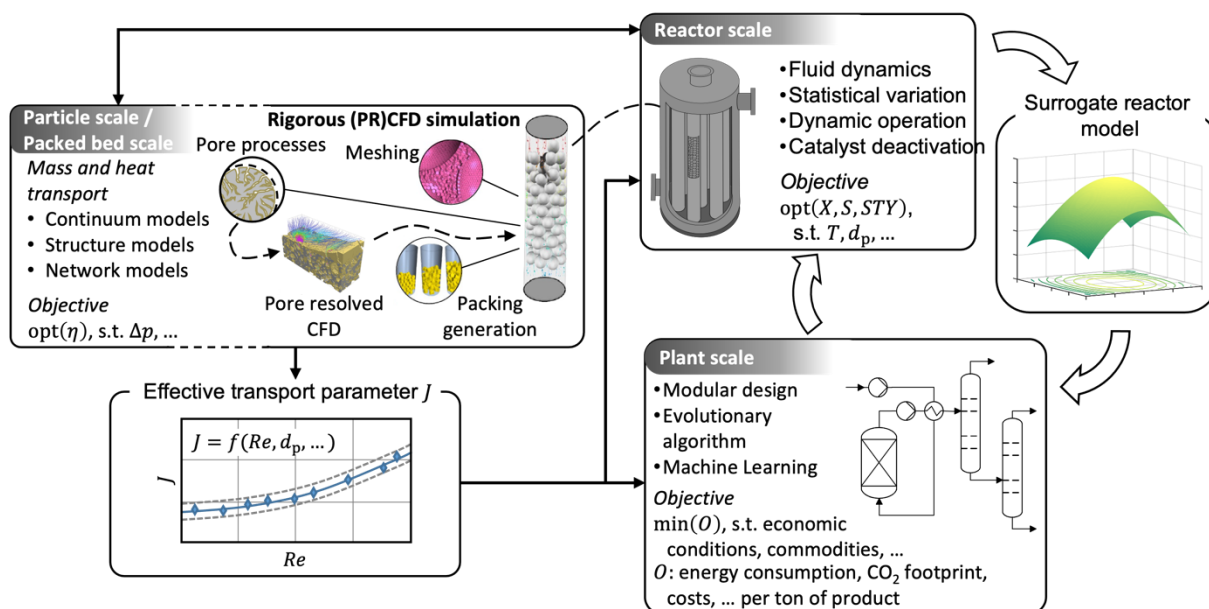 Particle scale /
Packed bed scale
Rigorous (PR)CFD simulation
Mass and heat
transport
• Continuum models
• Structure models
• Network models
Objective
opt(η), s.t. Δp, ...
Pore processes
Meshing
Pore resolved
CFD
Packing
generation
Effective transport parameter J
J = f(Re, dₚ, ...)
J
Re
Reactor scale
•Fluid dynamics
•Statistical variation
•Dynamic operation
•Catalyst deactivation
Objective
opt(X, S, STY),
s.t. T, dₚ, ...
Surrogate reactor
model
Plant scale
•Modular design
•Evolutionary
algorithm
•Machine Learning
Objective
min(O), s.t. economic
conditions, commodities, ...
O: energy consumption, CO₂ footprint,
costs, ... per ton of product